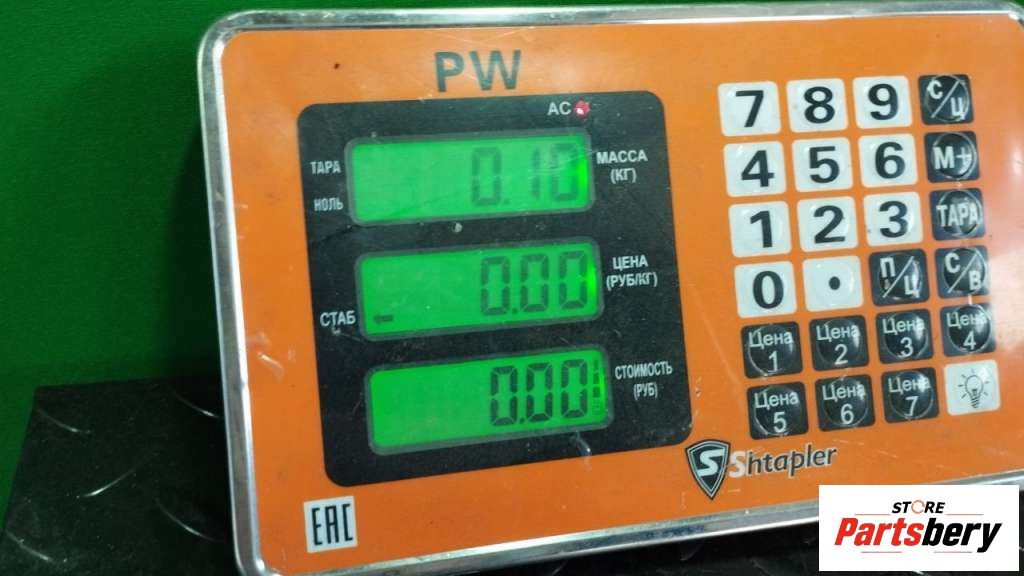 PW
AC
ТАРА
НОЛЬ
0.10
МАССА
(КГ)
СТАБ
0.00
ЦЕНА
(РУБ/КГ)
0.00
СТОИМОСТЬ
(РУБ)
7 8 9 С/Ц
4 5 6 М+
1 2 3 ТАРА
0 . П/Ц С/В
Цена 1 Цена 2 Цена 3 Цена 4
Цена 5 Цена 6 Цена 7
S Shtapler
EAC
STORE
Partsbery